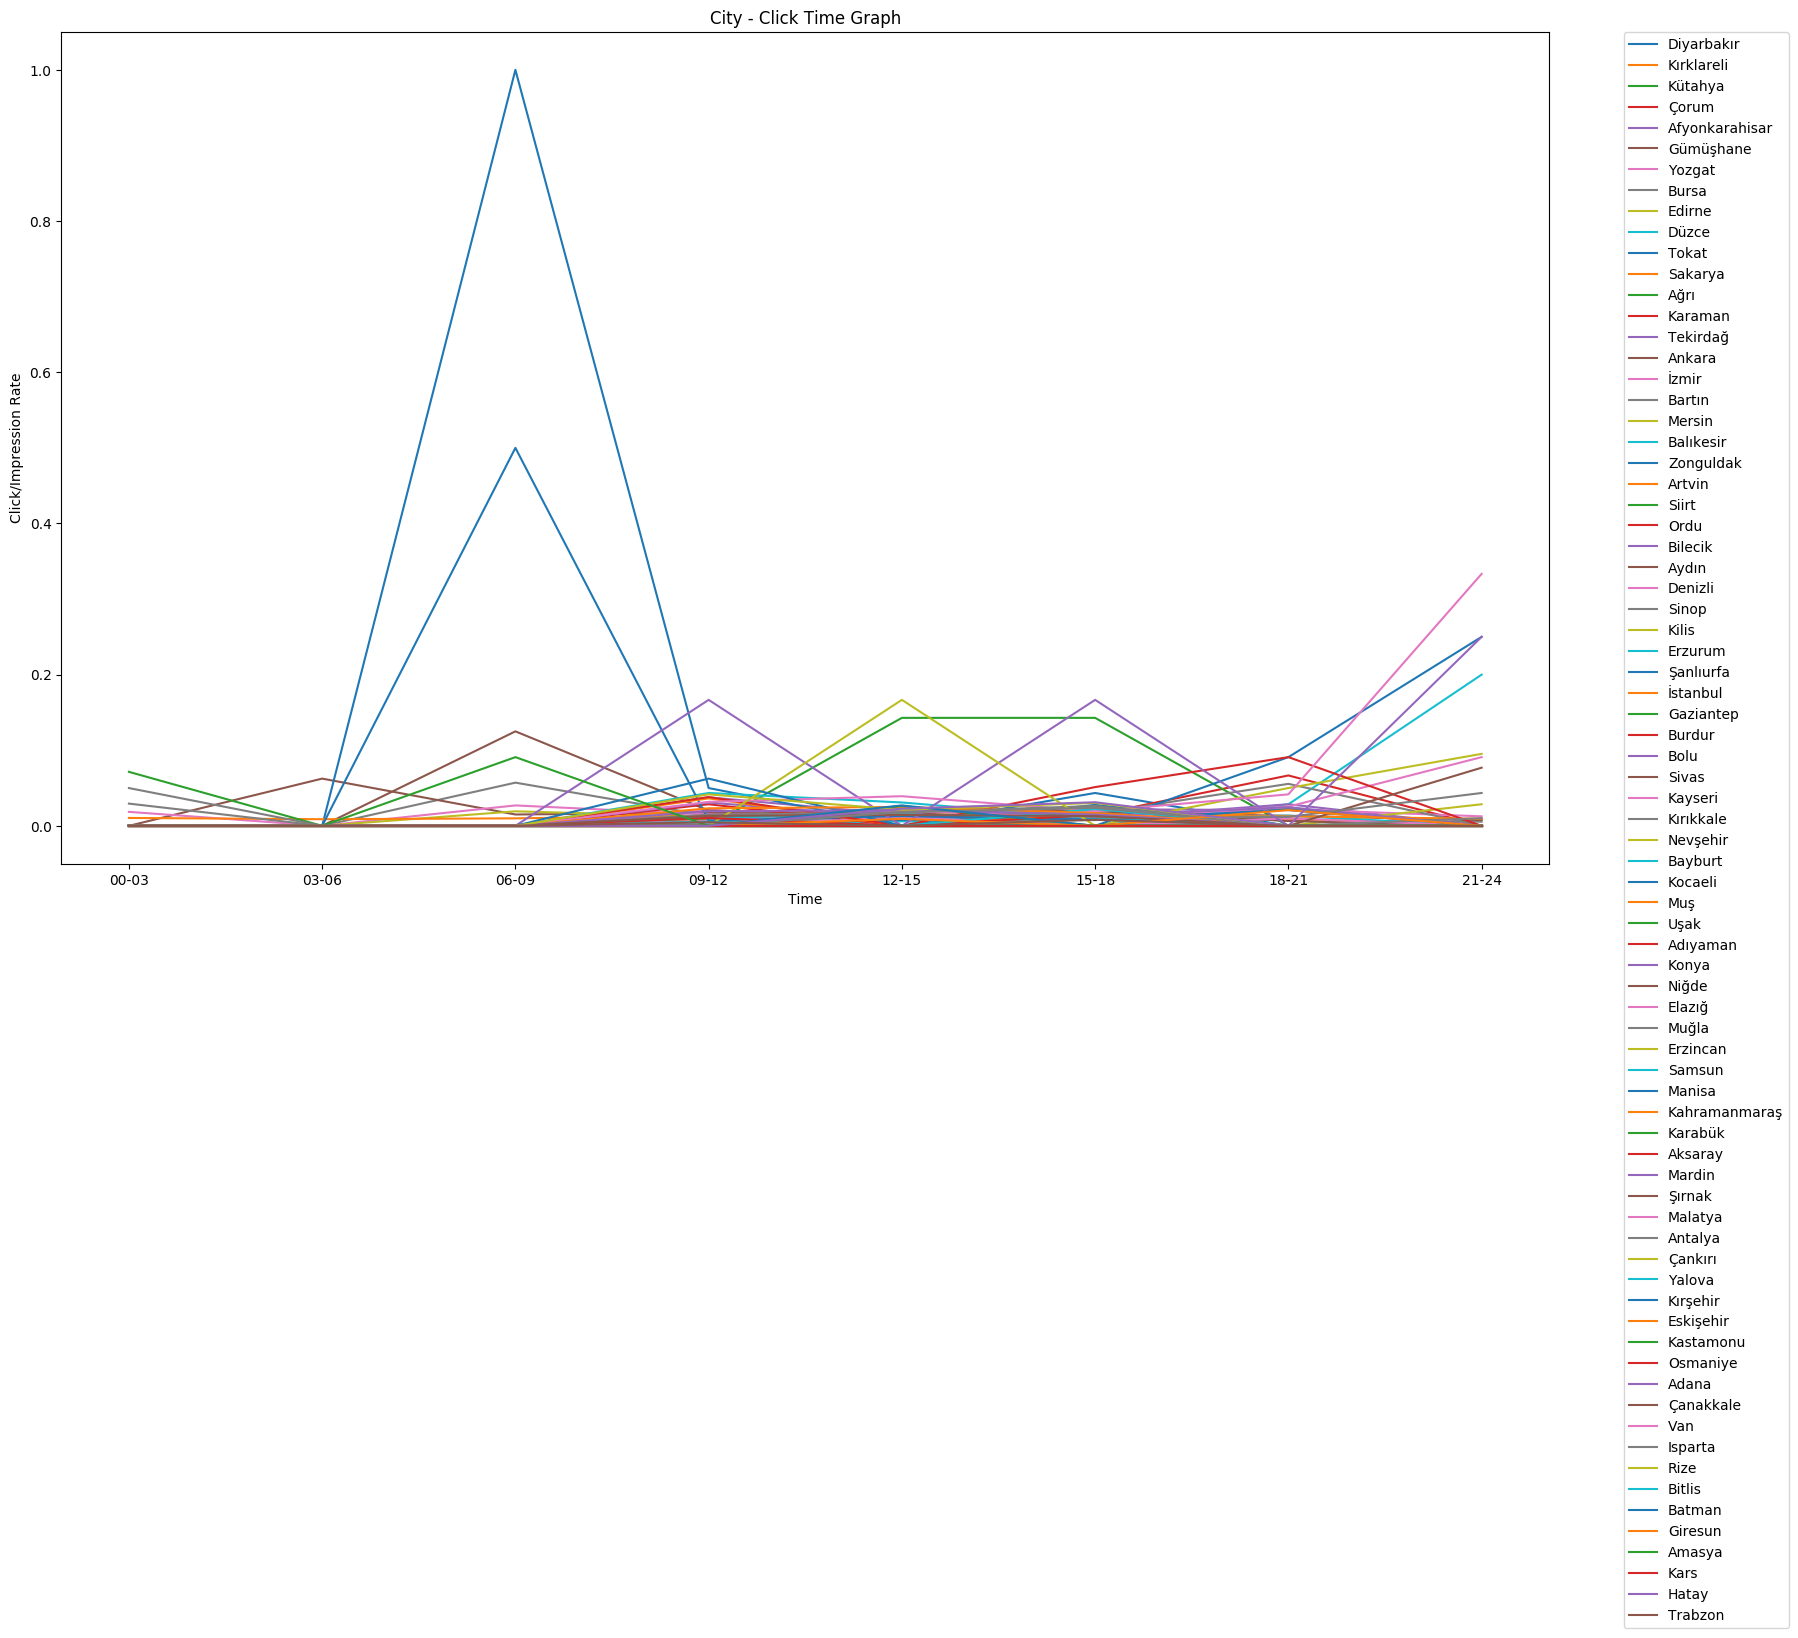 City - Click Time Graph
Click/Impression Rate
1.0
0.8
0.6
0.4
0.2
0.0
00-03 03-06 06-09 09-12 12-15 15-18 18-21 21-24
Time
Diyarbakır
Kırklareli
Kütahya
Çorum
Afyonkarahisar
Gümüşhane
Yozgat
Bursa
Edirne
Düzce
Tokat
Sakarya
Ağrı
Karaman
Tekirdağ
Ankara
İzmir
Bartın
Mersin
Balıkesir
Zonguldak
Artvin
Siirt
Ordu
Bilecik
Aydın
Denizli
Sinop
Kilis
Erzurum
Şanlıurfa
İstanbul
Gaziantep
Burdur
Bolu
Sivas
Kayseri
Kırıkkale
Nevşehir
Bayburt
Kocaeli
Muş
Uşak
Adıyaman
Konya
Niğde
Elazığ
Muğla
Erzincan
Samsun
Manisa
Kahramanmaraş
Karabük
Aksaray
Mardin
Şırnak
Malatya
Antalya
Çankırı
Yalova
Kırşehir
Eskişehir
Kastamonu
Osmaniye
Adana
Çanakkale
Van
Isparta
Rize
Bitlis
Batman
Giresun
Amasya
Kars
Hatay
Trabzon